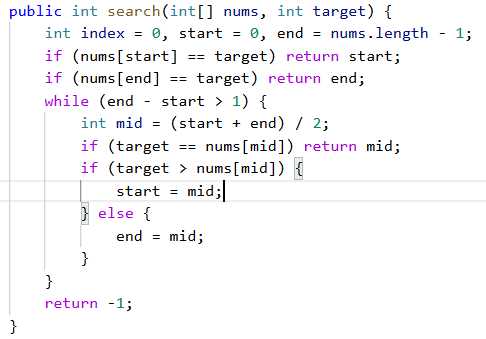 public int search(int[] nums, int target) {
    int index = 0, start = 0, end = nums.length - 1;
    if (nums[start] == target) return start;
    if (nums[end] == target) return end;
    while (end - start > 1) {
        int mid = (start + end) / 2;
        if (target == nums[mid]) return mid;
        if (target > nums[mid]) {
            start = mid;
        } else {
            end = mid;
        }
    }
    return -1;
}